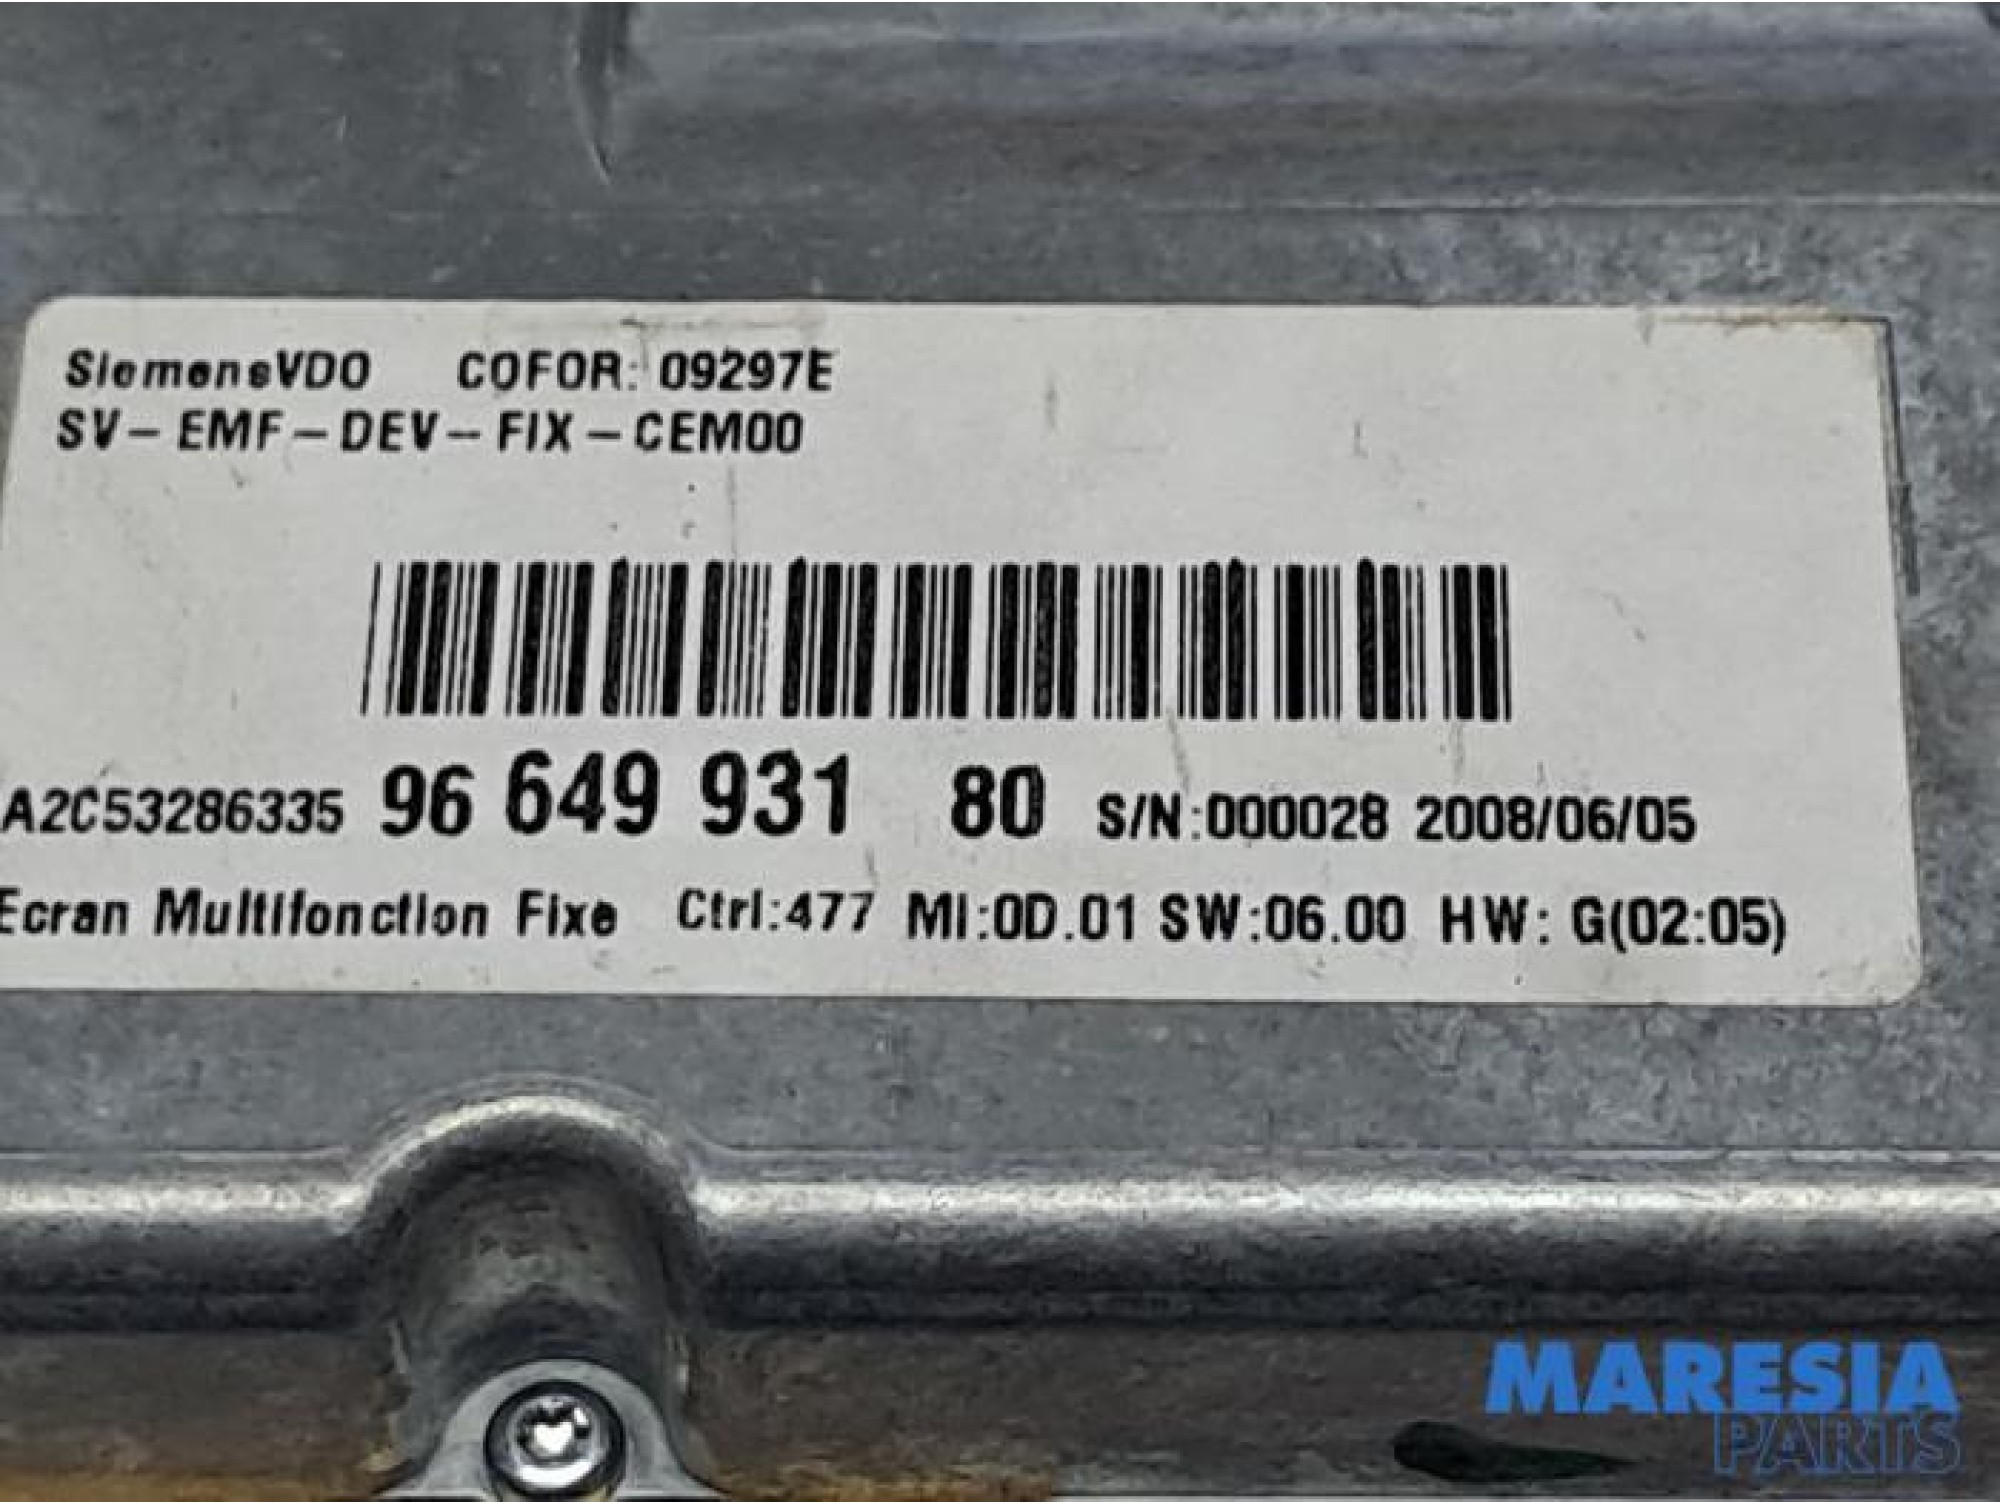 SiemensVDO COFOR: 09297E
SV-EMF-DEV-FIX-CEM00
A2C53286335 96 649 931 80 S/N:000028 2008/06/05
Ecran Multifonction Fixe Ctrl:477 MI:0D.01 SW:06.00 HW: G(02:05)
MARESIA
PARTS